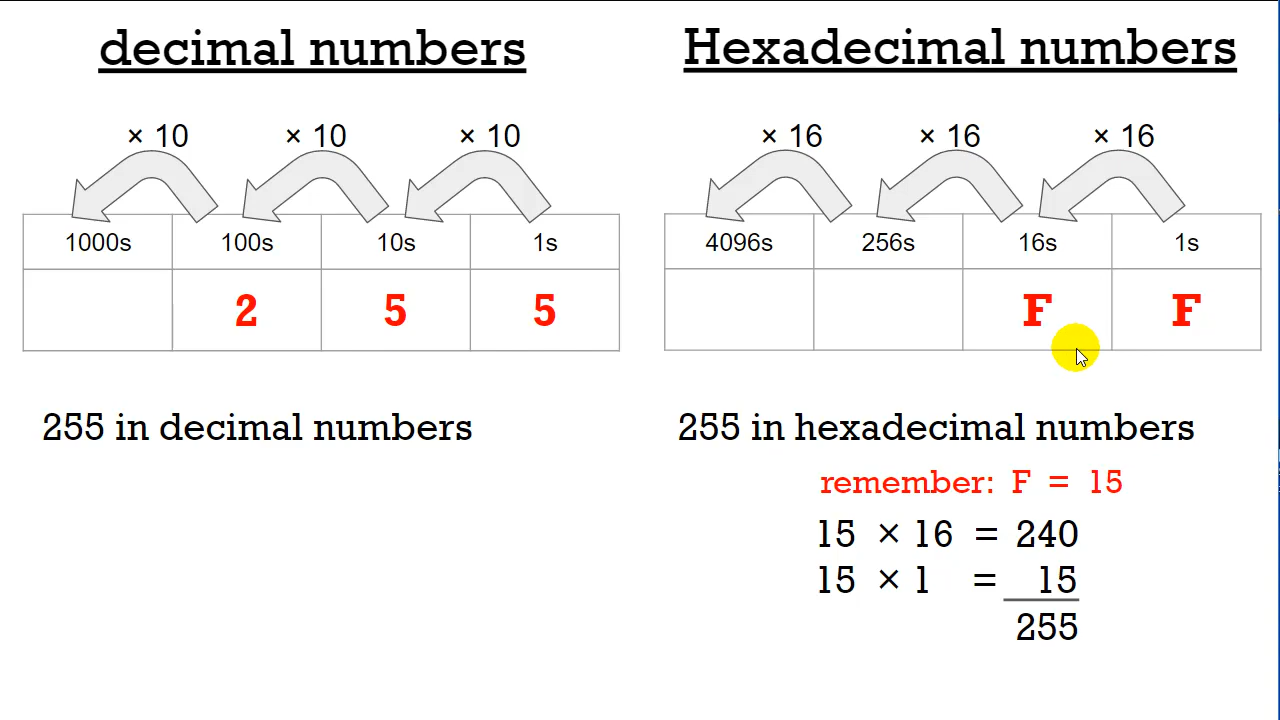 decimal numbers
× 10 × 10 × 10
1000s 100s 10s 1s
2 5 5
255 in decimal numbers
Hexadecimal numbers
× 16 × 16 × 16
4096s 256s 16s 1s
F F
255 in hexadecimal numbers
remember: F = 15
15 × 16 = 240
15 × 1 = 15
255